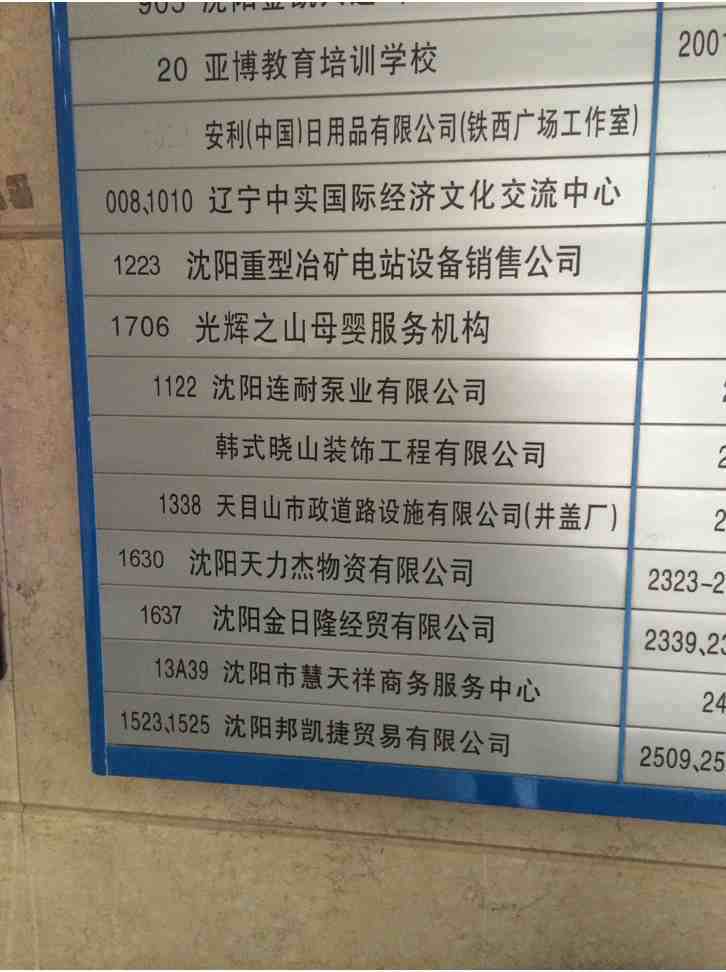 20 亚博教育培训学校
2001
安利(中国)日用品有限公司(铁西广场工作室)
008、1010 辽宁中实国际经济文化交流中心
1223 沈阳重型冶矿电站设备销售公司
1706 光辉之山母婴服务机构
1122 沈阳连耐泵业有限公司
韩式晓山装饰工程有限公司
1338 天目山市政道路设施有限公司(井盖厂)
1630 沈阳天力杰物资有限公司
2323-2
1637 沈阳金日隆经贸有限公司
2339、23
13A39 沈阳市慧天祥商务服务中心
24
1523、1525 沈阳邦凯捷贸易有限公司
2509、25